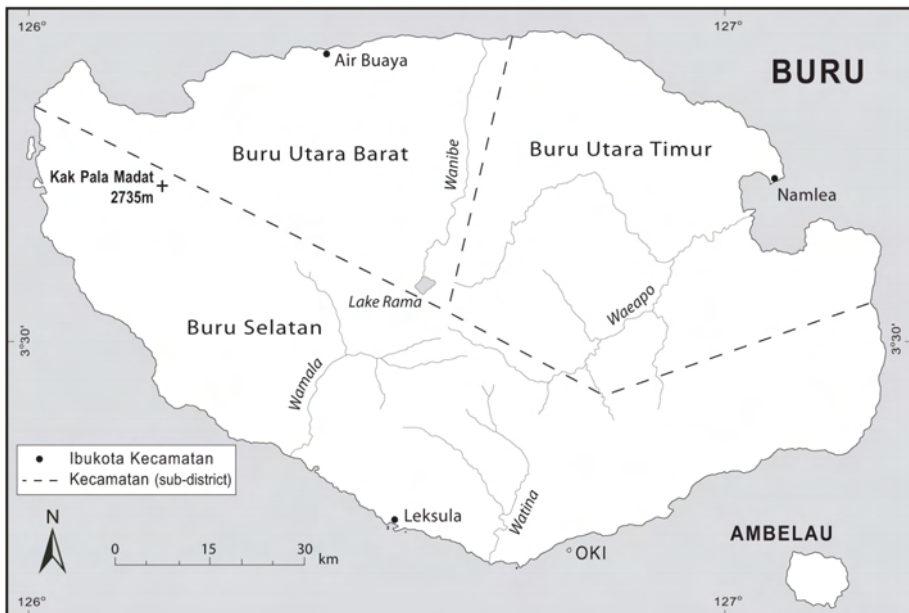 126°
127°
BURU
Air Buaya
Buru Utara Barat
Wanibe
Buru Utara Timur
Kak Pala Madat
2735m
Namlea
Lake Rama
Waeapo
Buru Selatan
3°30'
3°30'
Wamala
Ibukota Kecamatan
Kecamatan (sub-district)
Leksula
Watina
N
0 15 30
km
OKI
AMBELAU
126°
127°